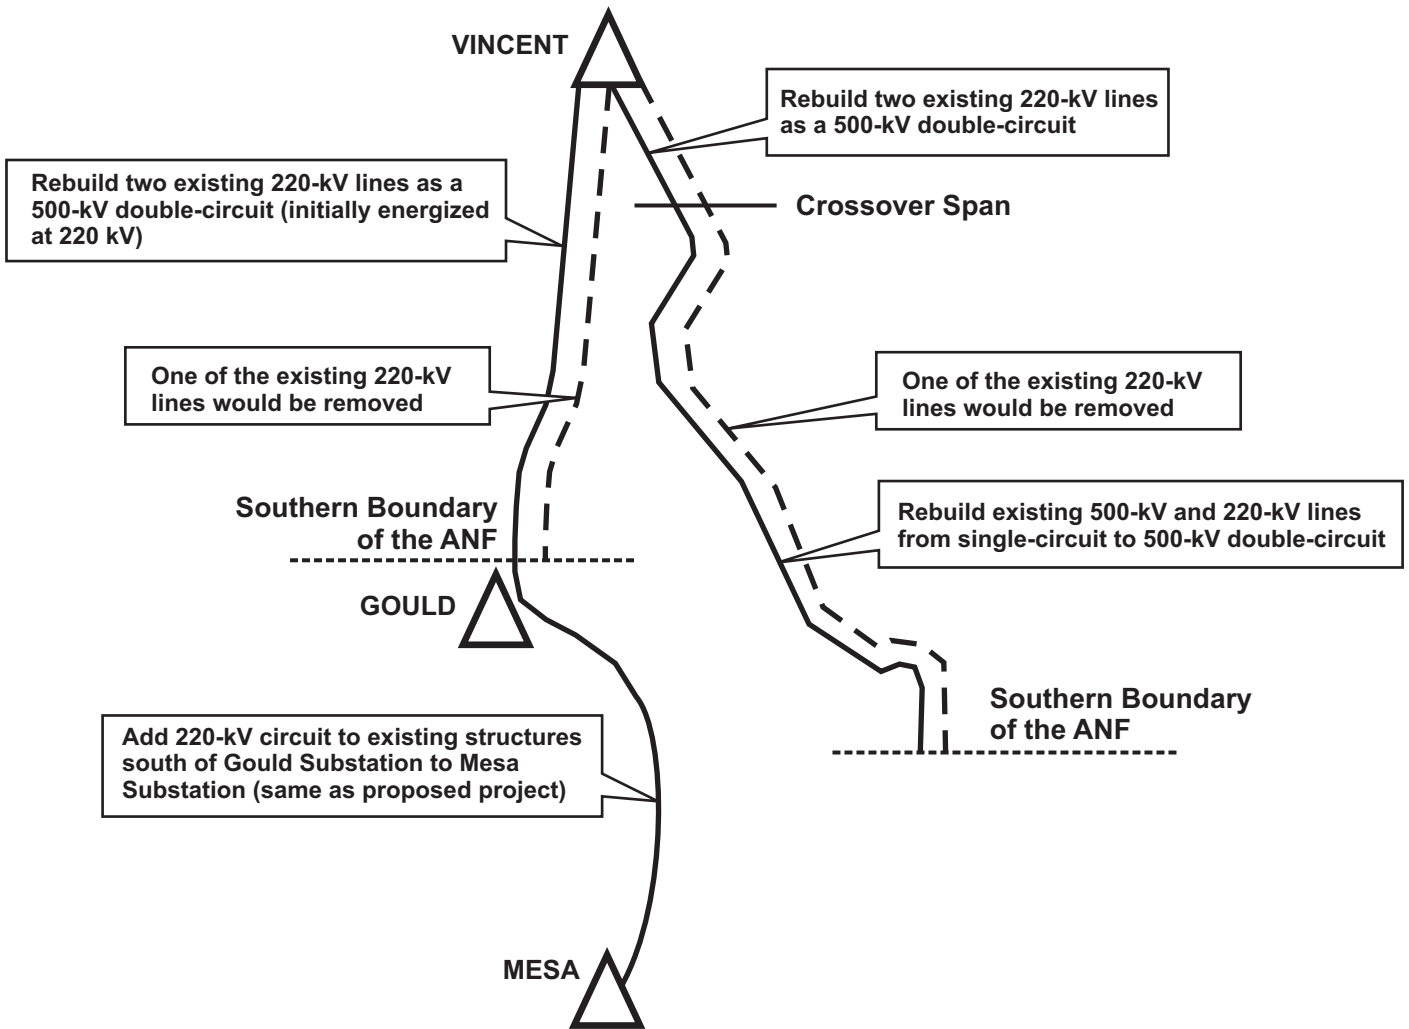 VINCENT
Rebuild two existing 220-kV lines
as a 500-kV double-circuit
Rebuild two existing 220-kV lines as a
500-kV double-circuit (initially energized
at 220 kV)
Crossover Span
One of the existing 220-kV
lines would be removed
One of the existing 220-kV
lines would be removed
Southern Boundary
of the ANF
Rebuild existing 500-kV and 220-kV lines
from single-circuit to 500-kV double-circuit
GOULD
Southern Boundary
of the ANF
Add 220-kV circuit to existing structures
south of Gould Substation to Mesa
Substation (same as proposed project)
MESA